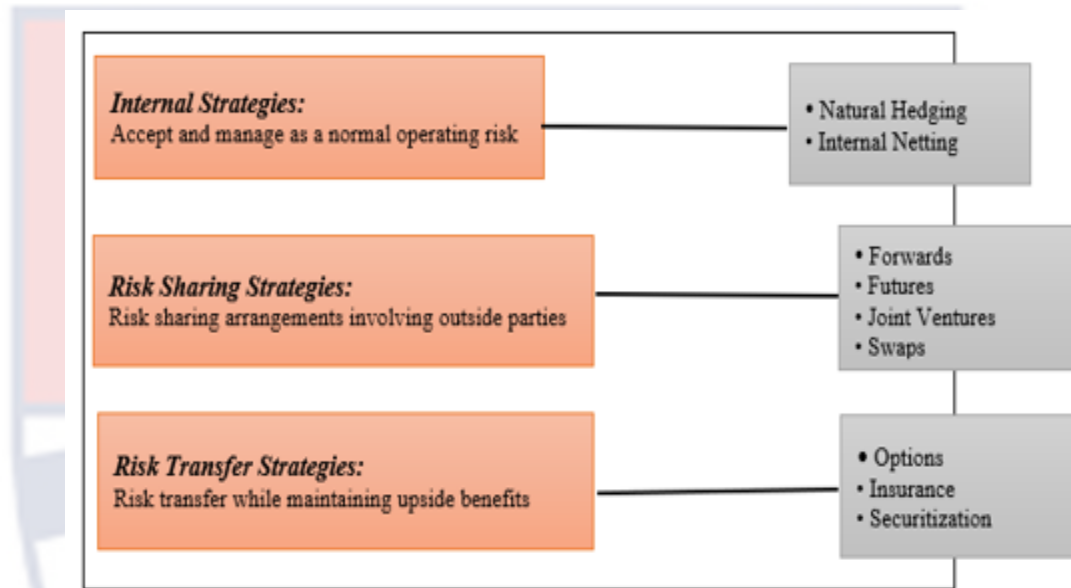 Internal Strategies:
Accept and manage as a normal operating risk
• Natural Hedging
• Internal Netting
Risk Sharing Strategies:
Risk sharing arrangements involving outside parties
• Forwards
• Futures
• Joint Ventures
• Swaps
Risk Transfer Strategies:
Risk transfer while maintaining upside benefits
• Options
• Insurance
• Securitization